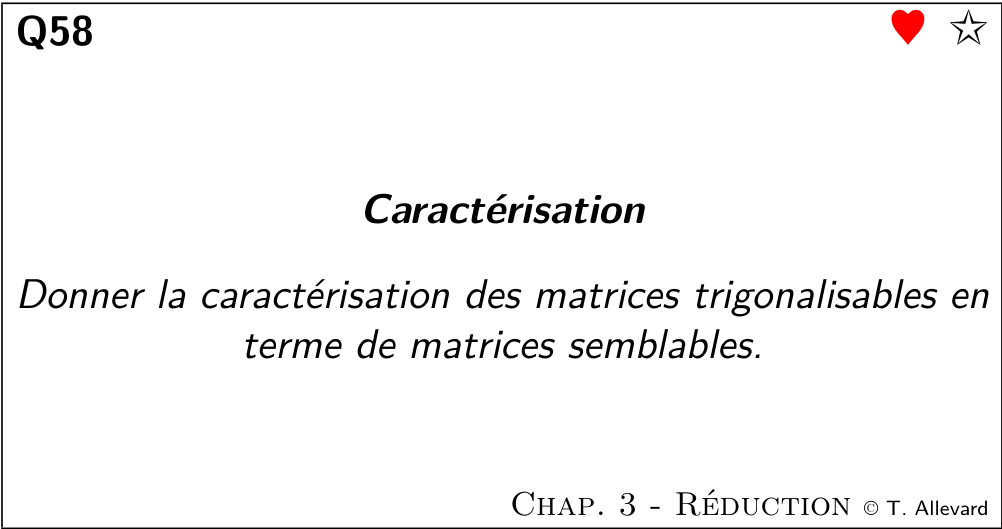 Q58
Caractérisation
Donner la caractérisation des matrices trigonalisables en
terme de matrices semblables.
Chap. 3 - Réduction © T. Allevard